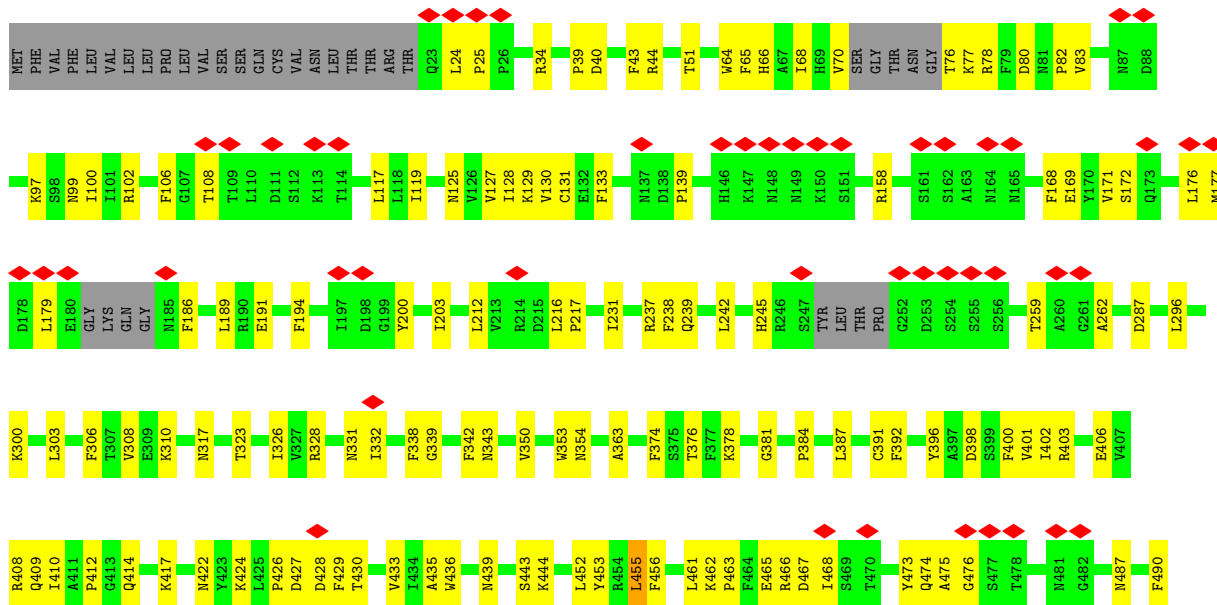 MET PHE VAL PHE LEU VAL LEU LEU PRO LEU VAL SER SER GLN CYS VAL ASN LEU THR THR ARG THR Q23 L24 P25 P26 R34 P39 D40 F43 R44 T51 W64 F65 H66 A67 I68 H69 V70 SER GLY THR ASN GLY T76 K77 R78 F79 D80 N81 P82 V83 N87 D88
K97 S98 N99 I100 I101 R102 F106 G107 T108 T109 L110 D111 S112 K113 T114 L117 L118 I119 N125 V126 V127 I128 K129 V130 C131 E132 F133 N137 D138 P139 H146 K147 N148 N149 K150 S151 R158 S161 S162 A163 N164 N165 F168 E169 Y170 V171 S172 Q173 L176 M177
D178 L179 E180 GLY LYS GLN GLY N185 F186 L189 R190 E191 F194 I197 D198 G199 Y200 I203 L212 V213 R214 D215 L216 P217 I231 R237 F238 Q239 L242 H245 R246 S247 TYR LEU THR PRO G252 D253 S254 S255 S256 T259 A260 G261 A262 D287 L296
K300 L303 F306 T307 V308 E309 K310 N317 T323 I326 V327 R328 N331 I332 F338 G339 F342 N343 V350 W353 N354 A363 F374 S375 T376 F377 K378 G381 P384 L387 C391 F392 Y396 A397 D398 S399 F400 V401 I402 R403 E406 V407
R408 Q409 I410 A411 P412 G413 Q414 K417 N422 Y423 K424 L425 P426 D427 D428 F429 T430 V433 I434 A435 W436 N439 S443 K444 L452 Y453 R454 L455 F456 L461 K462 P463 F464 E465 R466 D467 I468 S469 T470 Y473 Q474 A475 G476 S477 T478 N481 G482 N487 F490